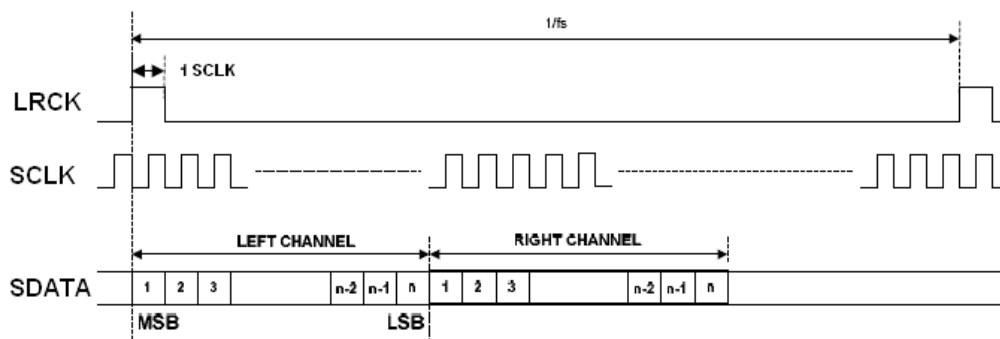 1/fs
1 SCLK
LRCK
SCLK
LEFT CHANNEL RIGHT CHANNEL
SDATA 1 2 3 n-2 n-1 n 1 2 3 n-2 n-1 n
MSB LSB